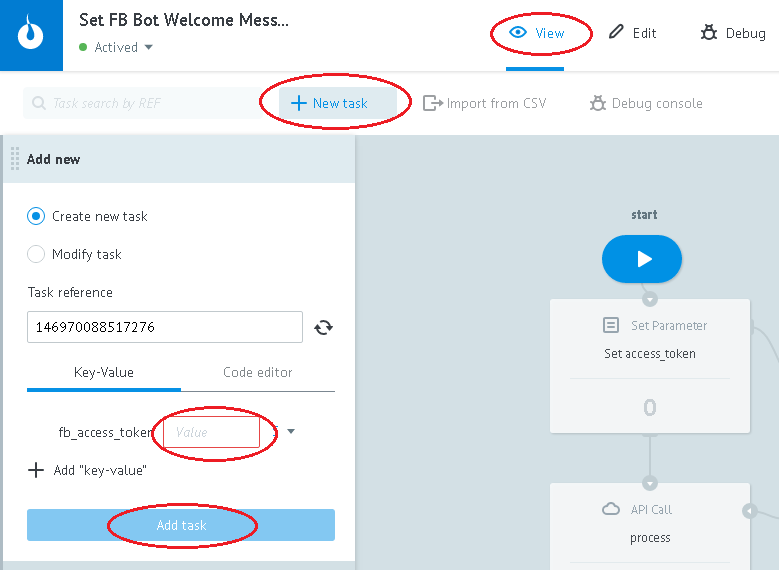 Set FB Bot Welcome Mess...
Actived
View
Edit
Debug
Task search by REF
New task
Import from CSV
Debug console
Add new
Create new task
Modify task
Task reference
146970088517276
Key-Value
Code editor
fb_access_token
Value
Add "key-value"
Add task
start
Set Parameter
Set access_token
0
API Call
process